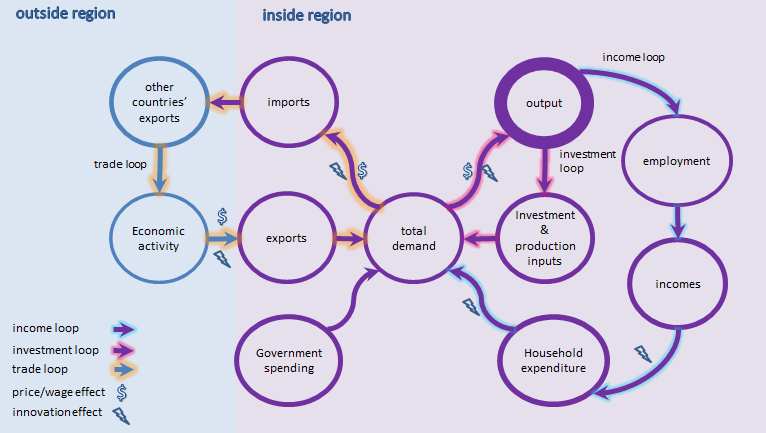 outside region
inside region
other
countries'
exports
imports
output
income loop
trade loop
investment
loop
employment
Economic
activity
$
exports
$
$
total
demand
Investment
&
production
inputs
incomes
Government
spending
Household
expenditure
income loop
investment loop
trade loop
price/wage effect $
innovation effect